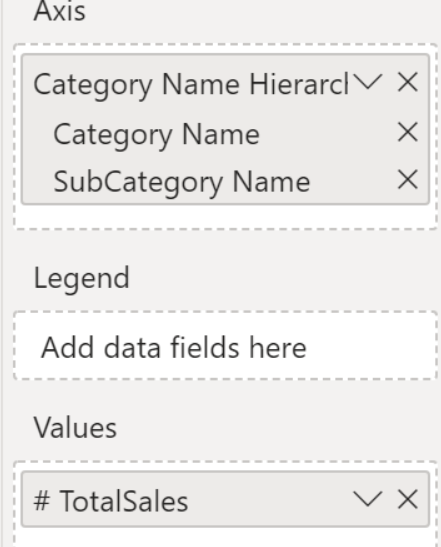 Axis
Category Name Hierarcl
Category Name
SubCategory Name
Legend
Add data fields here
Values
# TotalSales